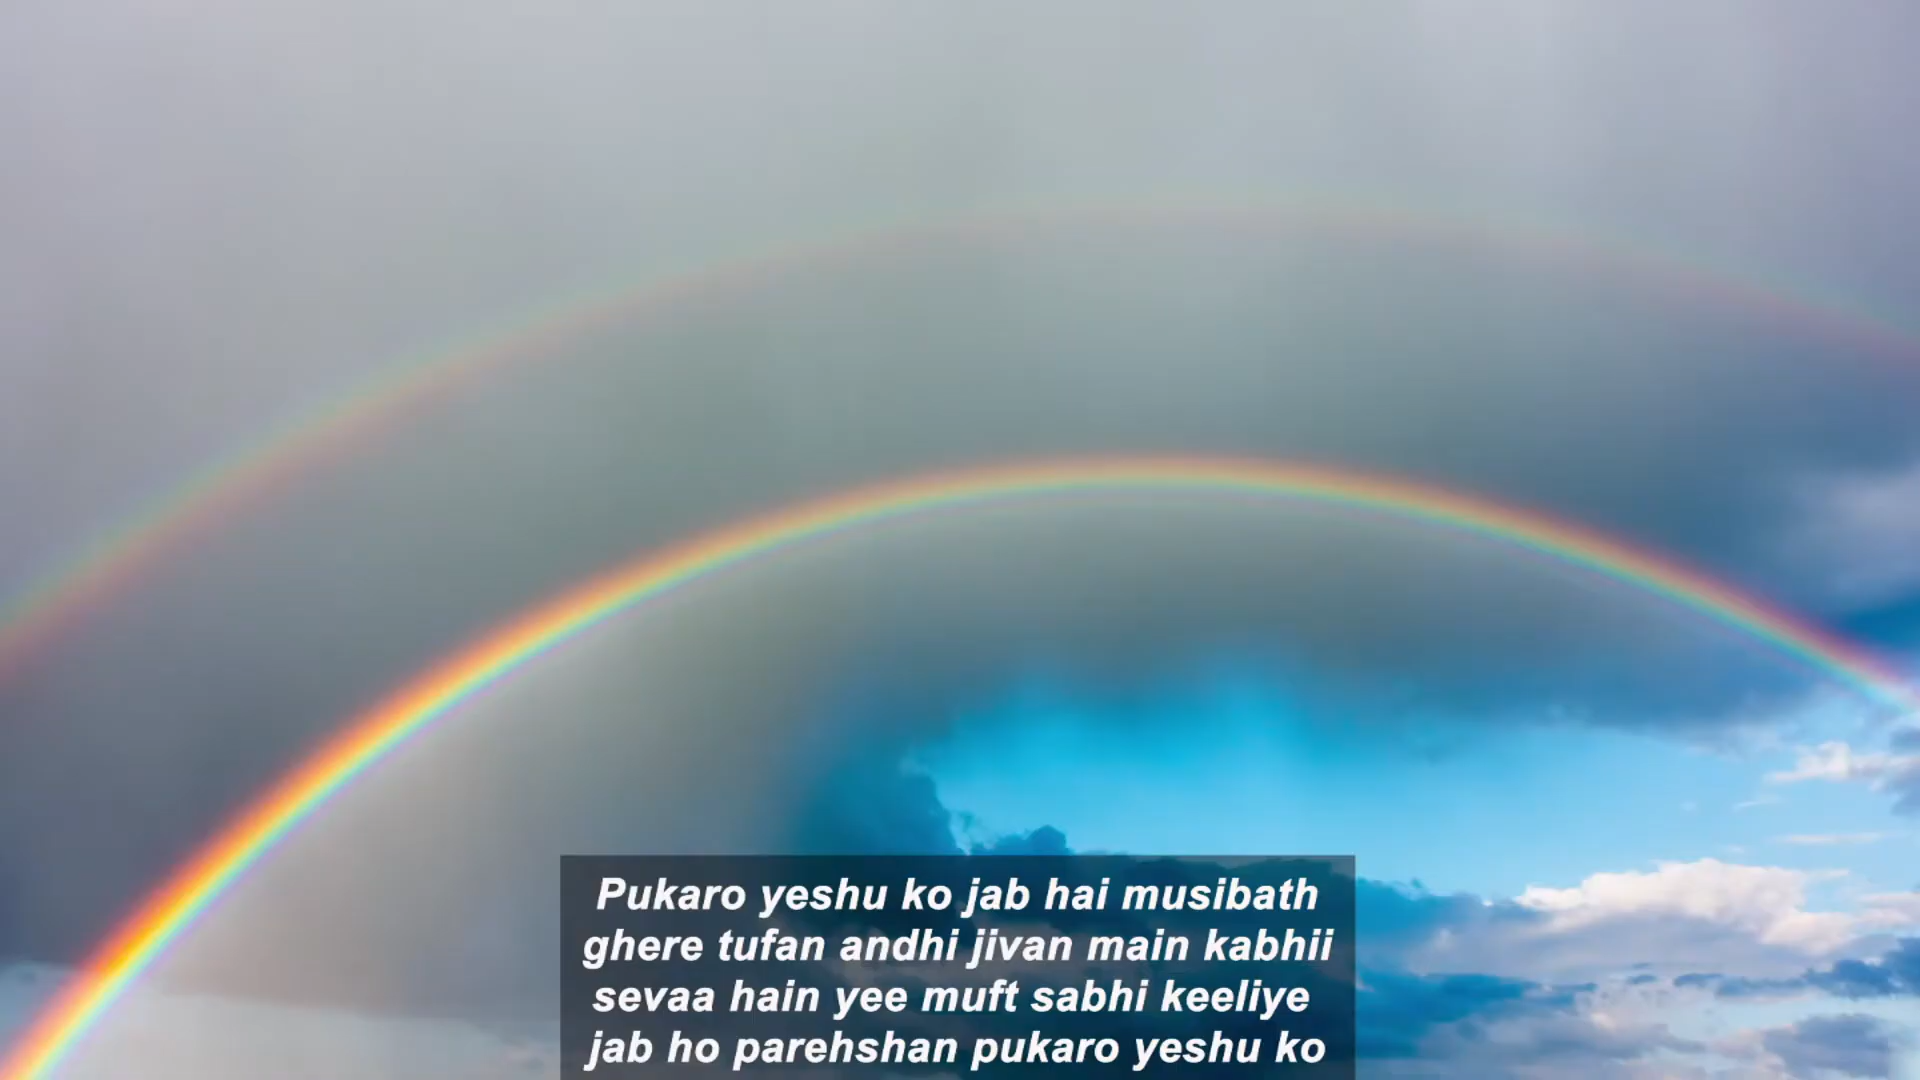 Pukaro yeshu ko jab hai musibath
ghere tufan andhi jivan main kabhii
sevaa hain yee muft sabhi keeliye
jab ho parehshan pukaro yeshu ko